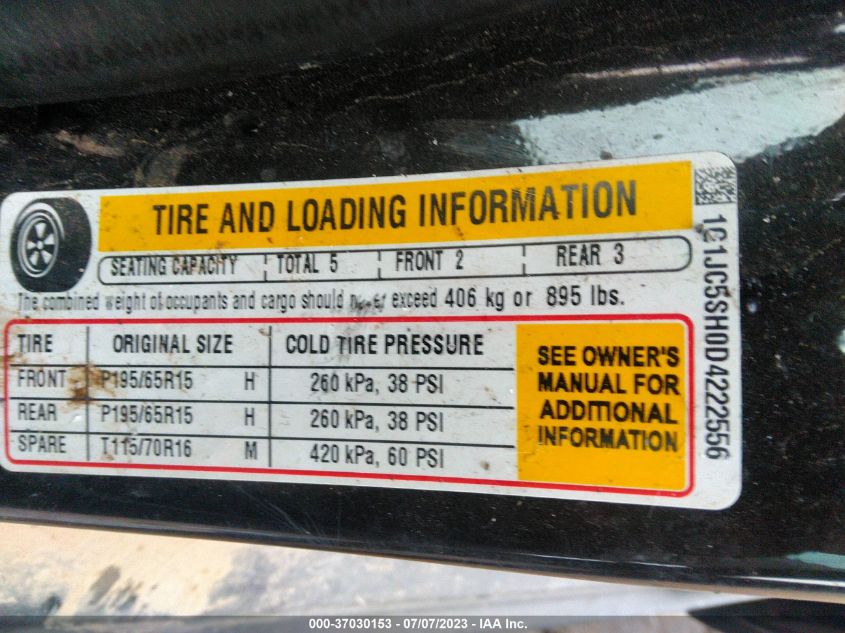 TIRE AND LOADING INFORMATION
SEATING CAPACITY TOTAL 5 FRONT 2 REAR 3
The combined weight of occupants and cargo should never exceed 406 kg or 895 lbs.
TIRE ORIGINAL SIZE COLD TIRE PRESSURE
FRONT P195/65R15 H 260 kPa, 38 PSI
REAR P195/65R15 H 260 kPa, 38 PSI
SPARE T115/70R16 M 420 kPa, 60 PSI
SEE OWNER'S
MANUAL FOR
ADDITIONAL
INFORMATION
1G1JC5SH0D4222556
000-37030153 - 07/07/2023 - IAA Inc.